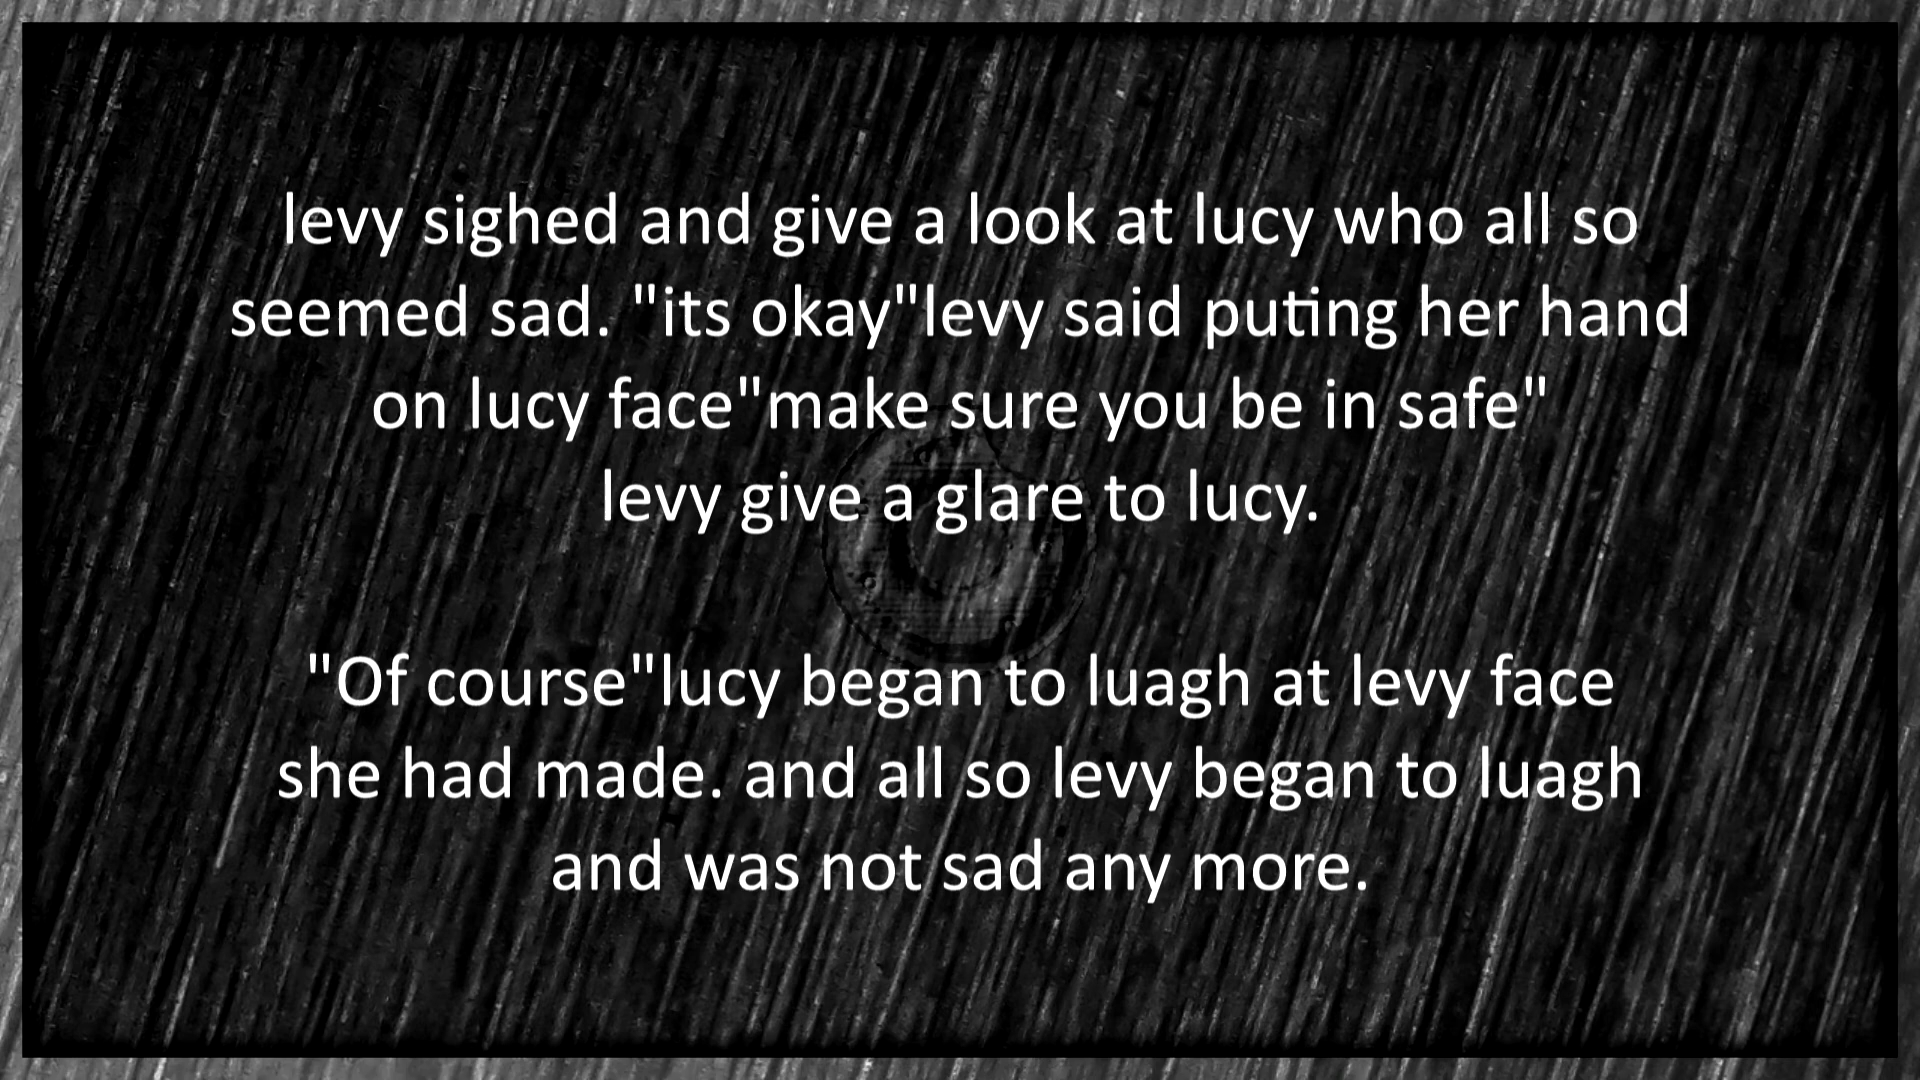 levy sighed and give a look at lucy who all so
seemed sad. "its okay"levy said puting her hand
on lucy face"make sure you be in safe"
levy give a glare to lucy.
"Of course"lucy began to luagh at levy face
she had made. and all so levy began to luagh
and was not sad any more.